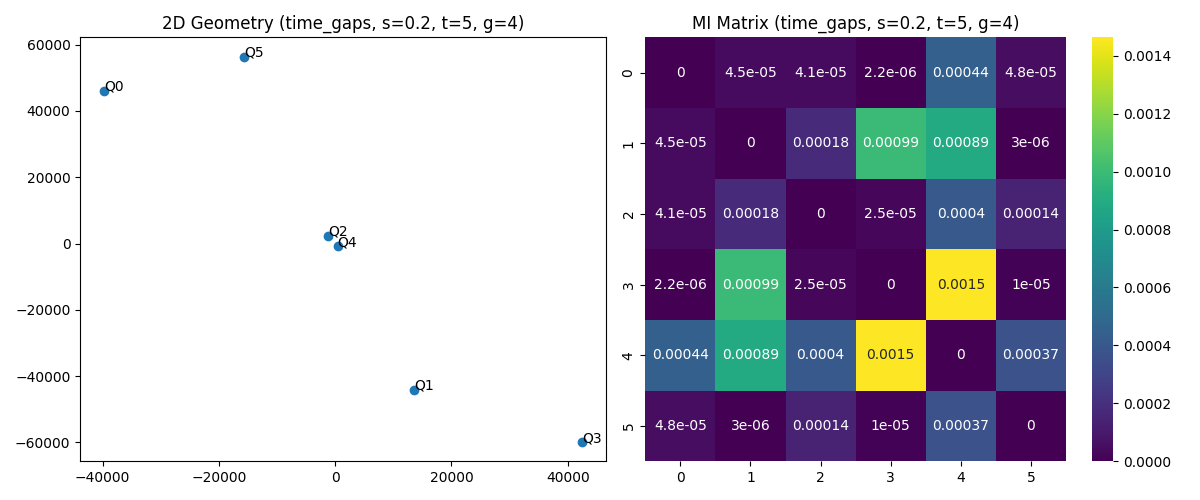 2D Geometry (time_gaps, s=0.2, t=5, g=4)
60000
40000
20000
0
−20000
−40000
−60000
−40000 −20000 0 20000 40000
Q0
Q5
Q2
Q4
Q1
Q3
MI Matrix (time_gaps, s=0.2, t=5, g=4)
0 0 4.5e-05 4.1e-05 2.2e-06 0.00044 4.8e-05
1 4.5e-05 0 0.00018 0.00099 0.00089 3e-06
2 4.1e-05 0.00018 0 2.5e-05 0.0004 0.00014
3 2.2e-06 0.00099 2.5e-05 0 0.0015 1e-05
4 0.00044 0.00089 0.0004 0.0015 0 0.00037
5 4.8e-05 3e-06 0.00014 1e-05 0.00037 0
0 1 2 3 4 5
0.0014
0.0012
0.0010
0.0008
0.0006
0.0004
0.0002
0.0000